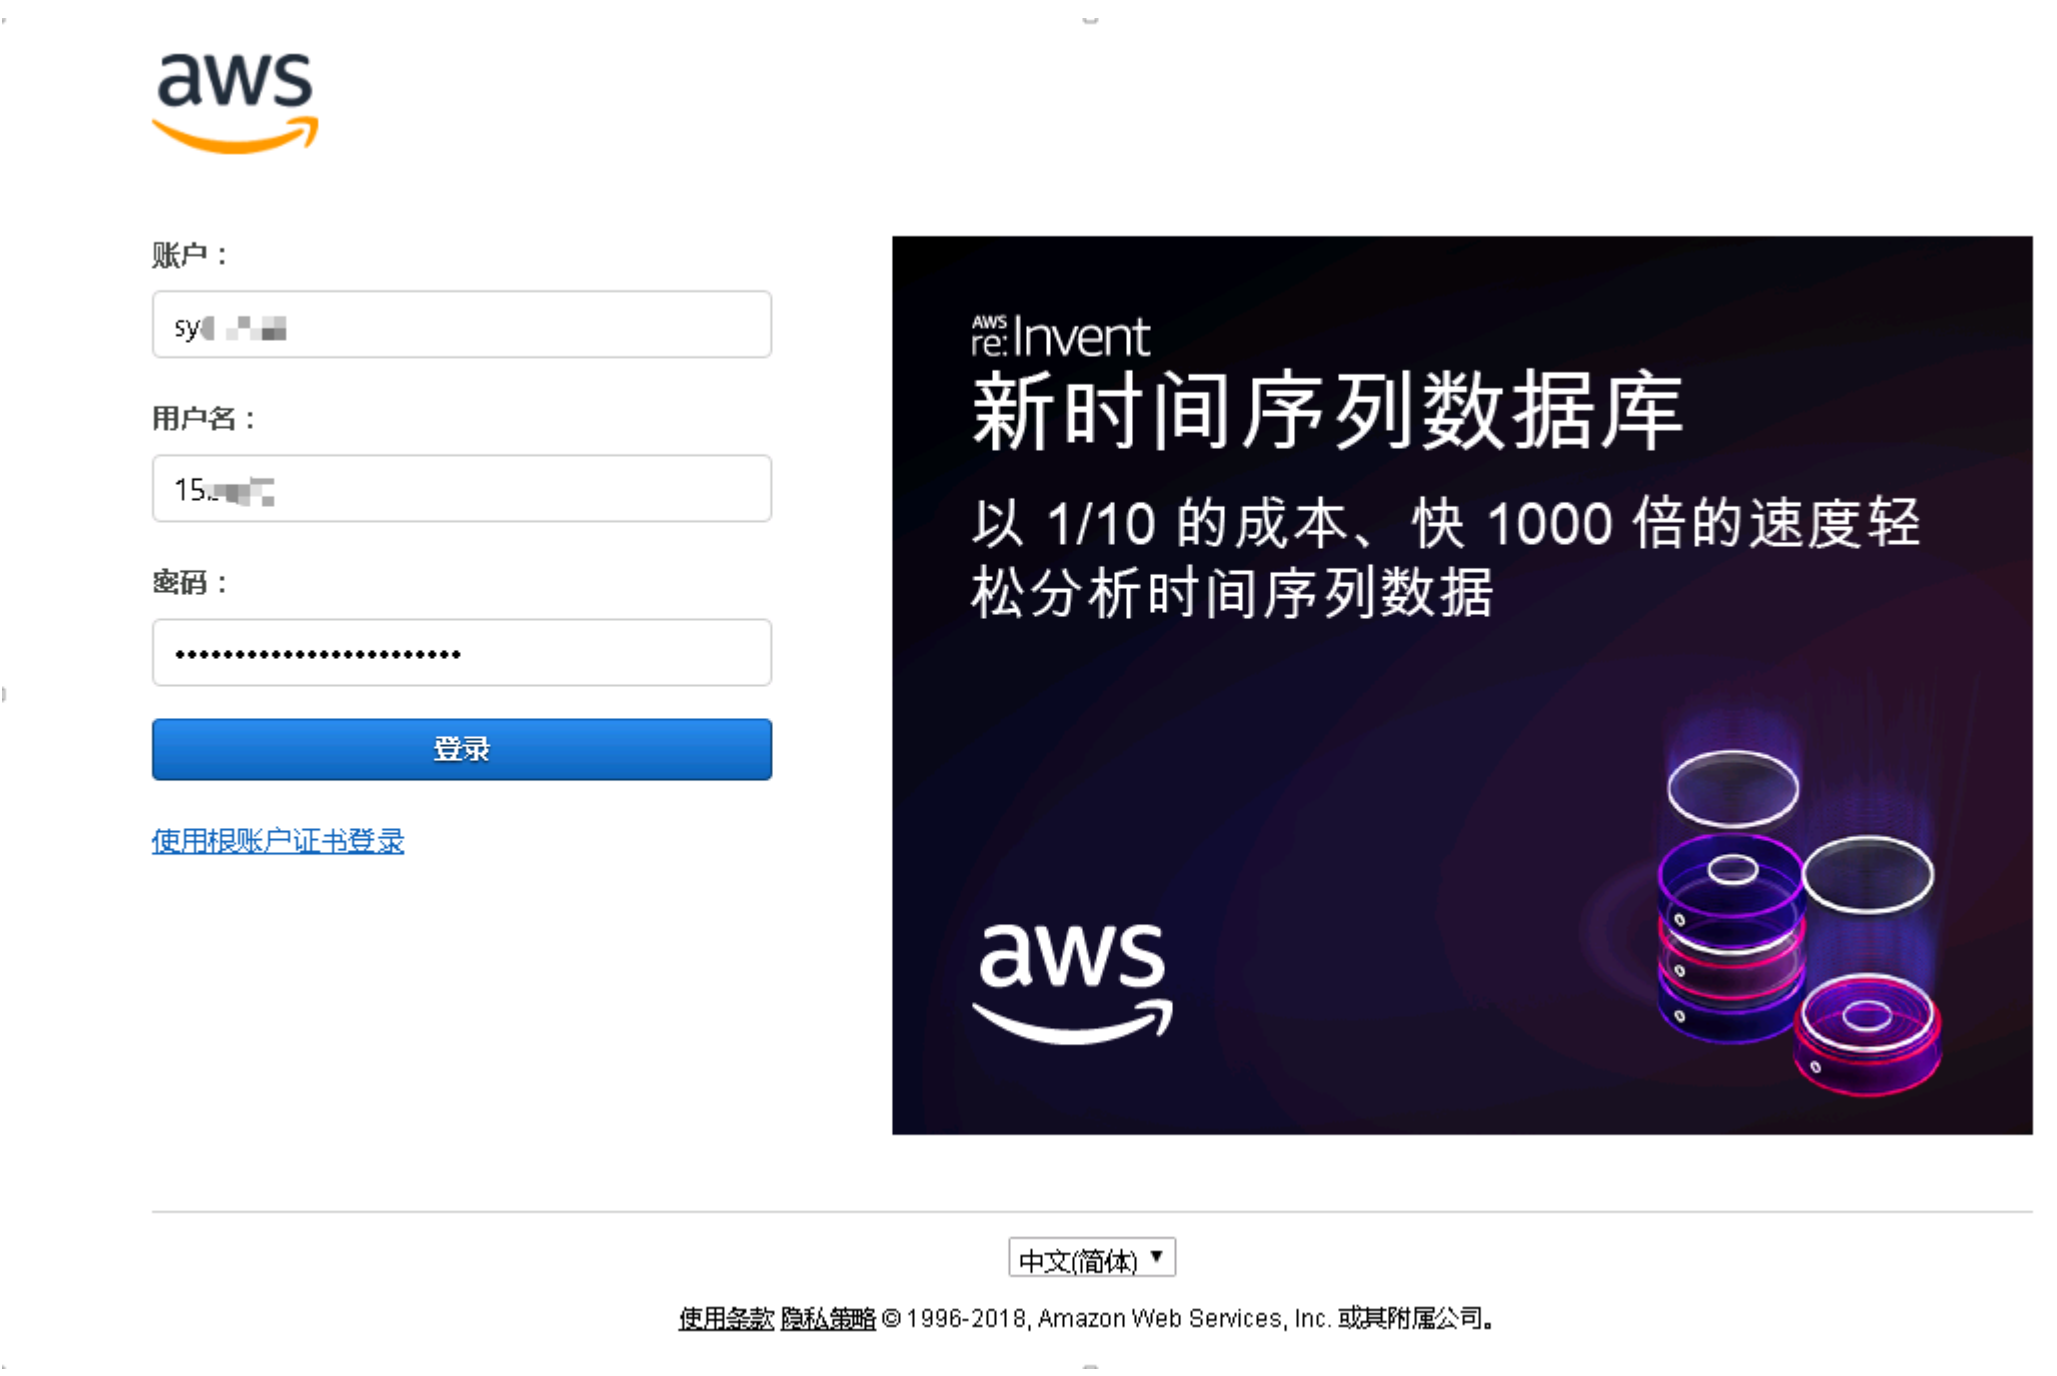 aws
账户：
sy
用户名：
15
密码：
登录
使用根账户证书登录
AWS
re:Invent
新时间序列数据库
以 1/10 的成本、快 1000 倍的速度轻
松分析时间序列数据
aws
中文(简体)
使用条款 隐私策略 © 1996-2018, Amazon Web Services, Inc. 或其附属公司。